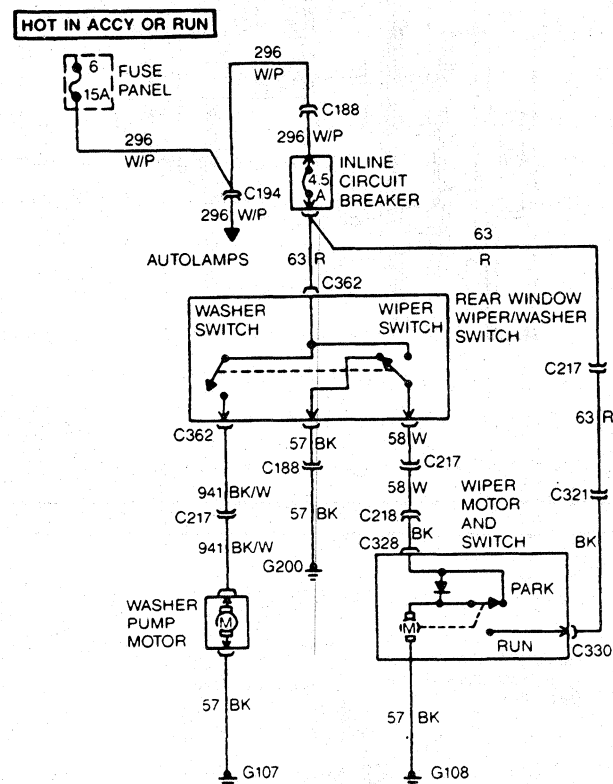 HOT IN ACCY OR RUN
6
15A
FUSE
PANEL
296
W/P
296
W/P
C188
296 W/P
INLINE
CIRCUIT
BREAKER
4.5
A
C194
296 W/P
AUTOLAMPS
63 R
63
R
C362
REAR WINDOW
WIPER/WASHER
SWITCH
WASHER
SWITCH
WIPER
SWITCH
C217
63 R
C362
57 BK
58 W
C188
C217
941 BK/W
57 BK
58 W
WIPER
MOTOR
AND
SWITCH
C321
C217
C218
BK
BK
941 BK/W
C328
G200
PARK
WASHER
PUMP
MOTOR
M
M
RUN
C330
57 BK
57 BK
G107
G108